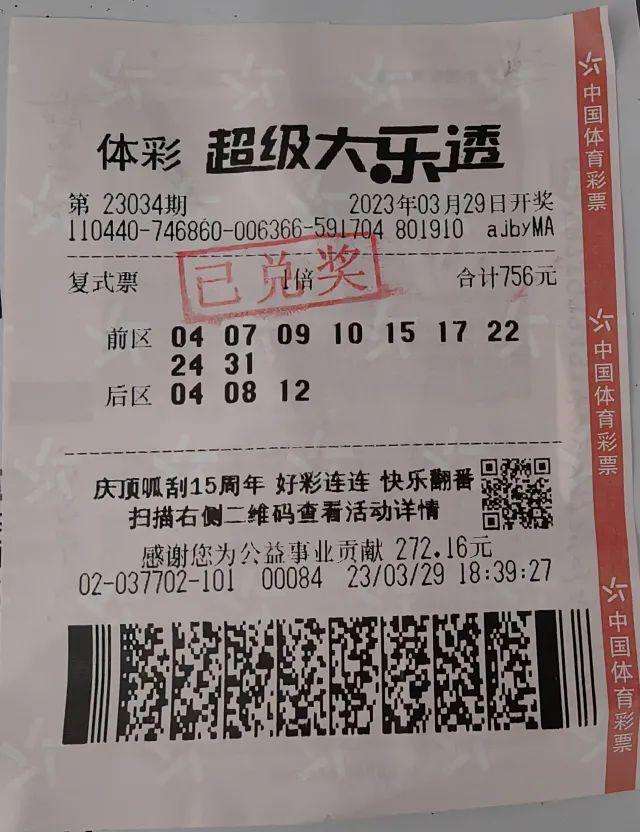 体彩 超级大乐透
第 23034期 2023年03月29日开奖
110440-746860-006366-591704 801910 ajbyMA
复式票 1倍 合计756元
已兑奖
前区 04 07 09 10 15 17 22
24 31
后区 04 08 12
庆顶呱刮15周年 好彩连连 快乐翻番
扫描右侧二维码查看活动详情
感谢您为公益事业贡献 272.16元
02-037702-101 00084 23/03/29 18:39:27
中国体育彩票
中国体育彩票
中国体育彩票